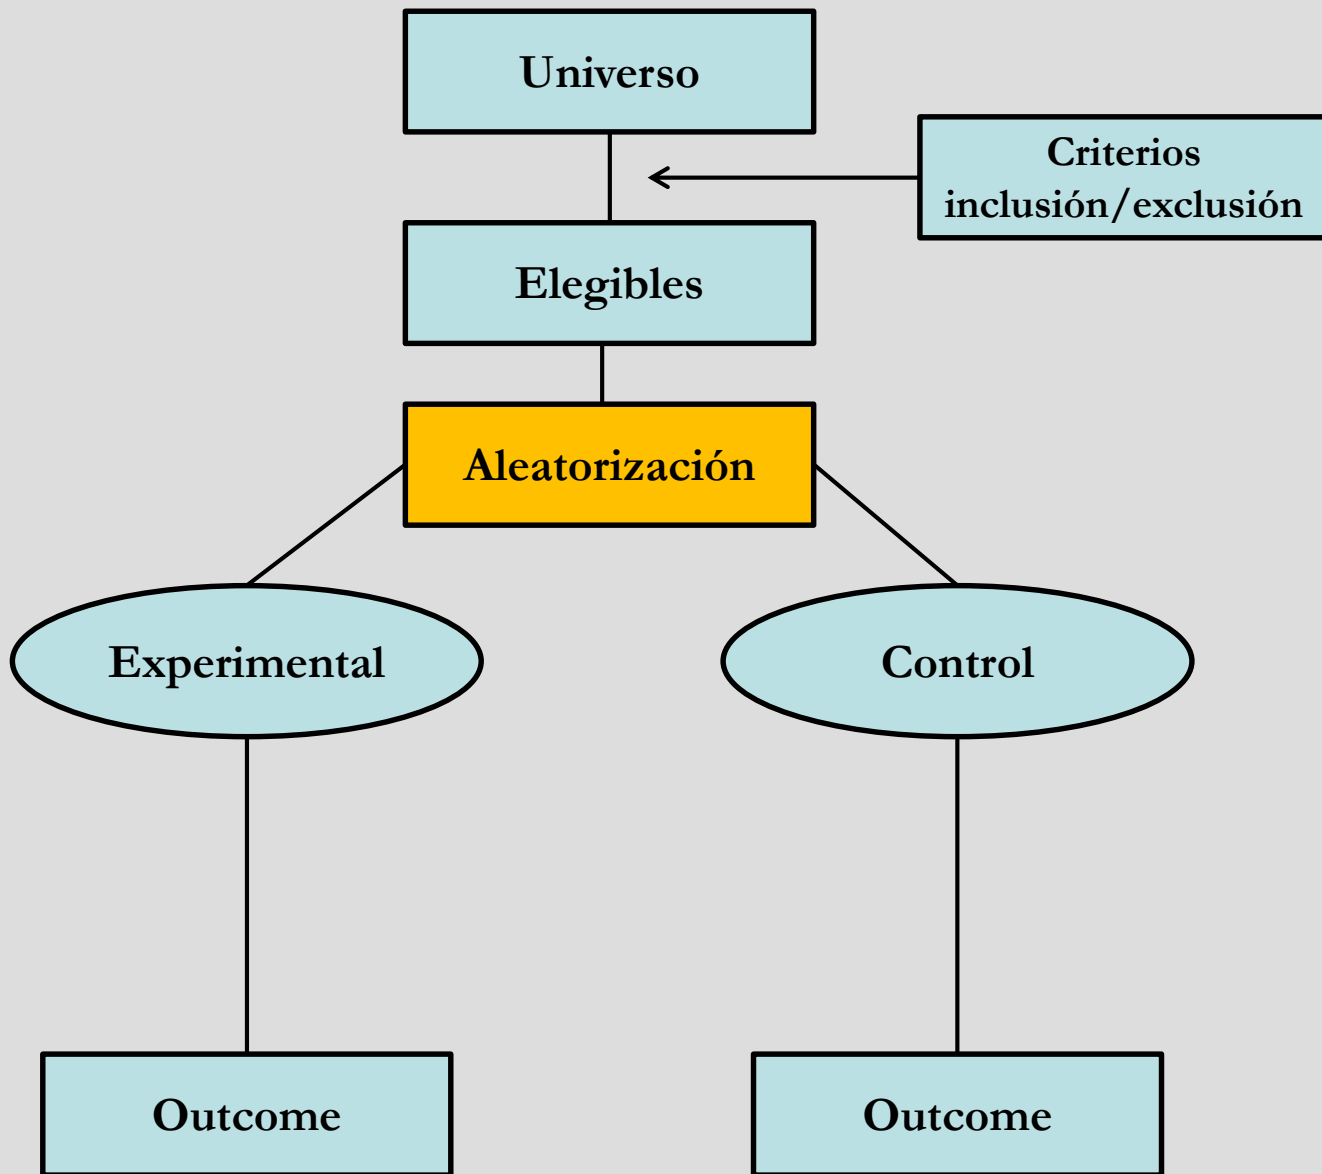 Universo
Criterios
inclusión/exclusión
Elegibles
Aleatorización
Experimental
Control
Outcome
Outcome